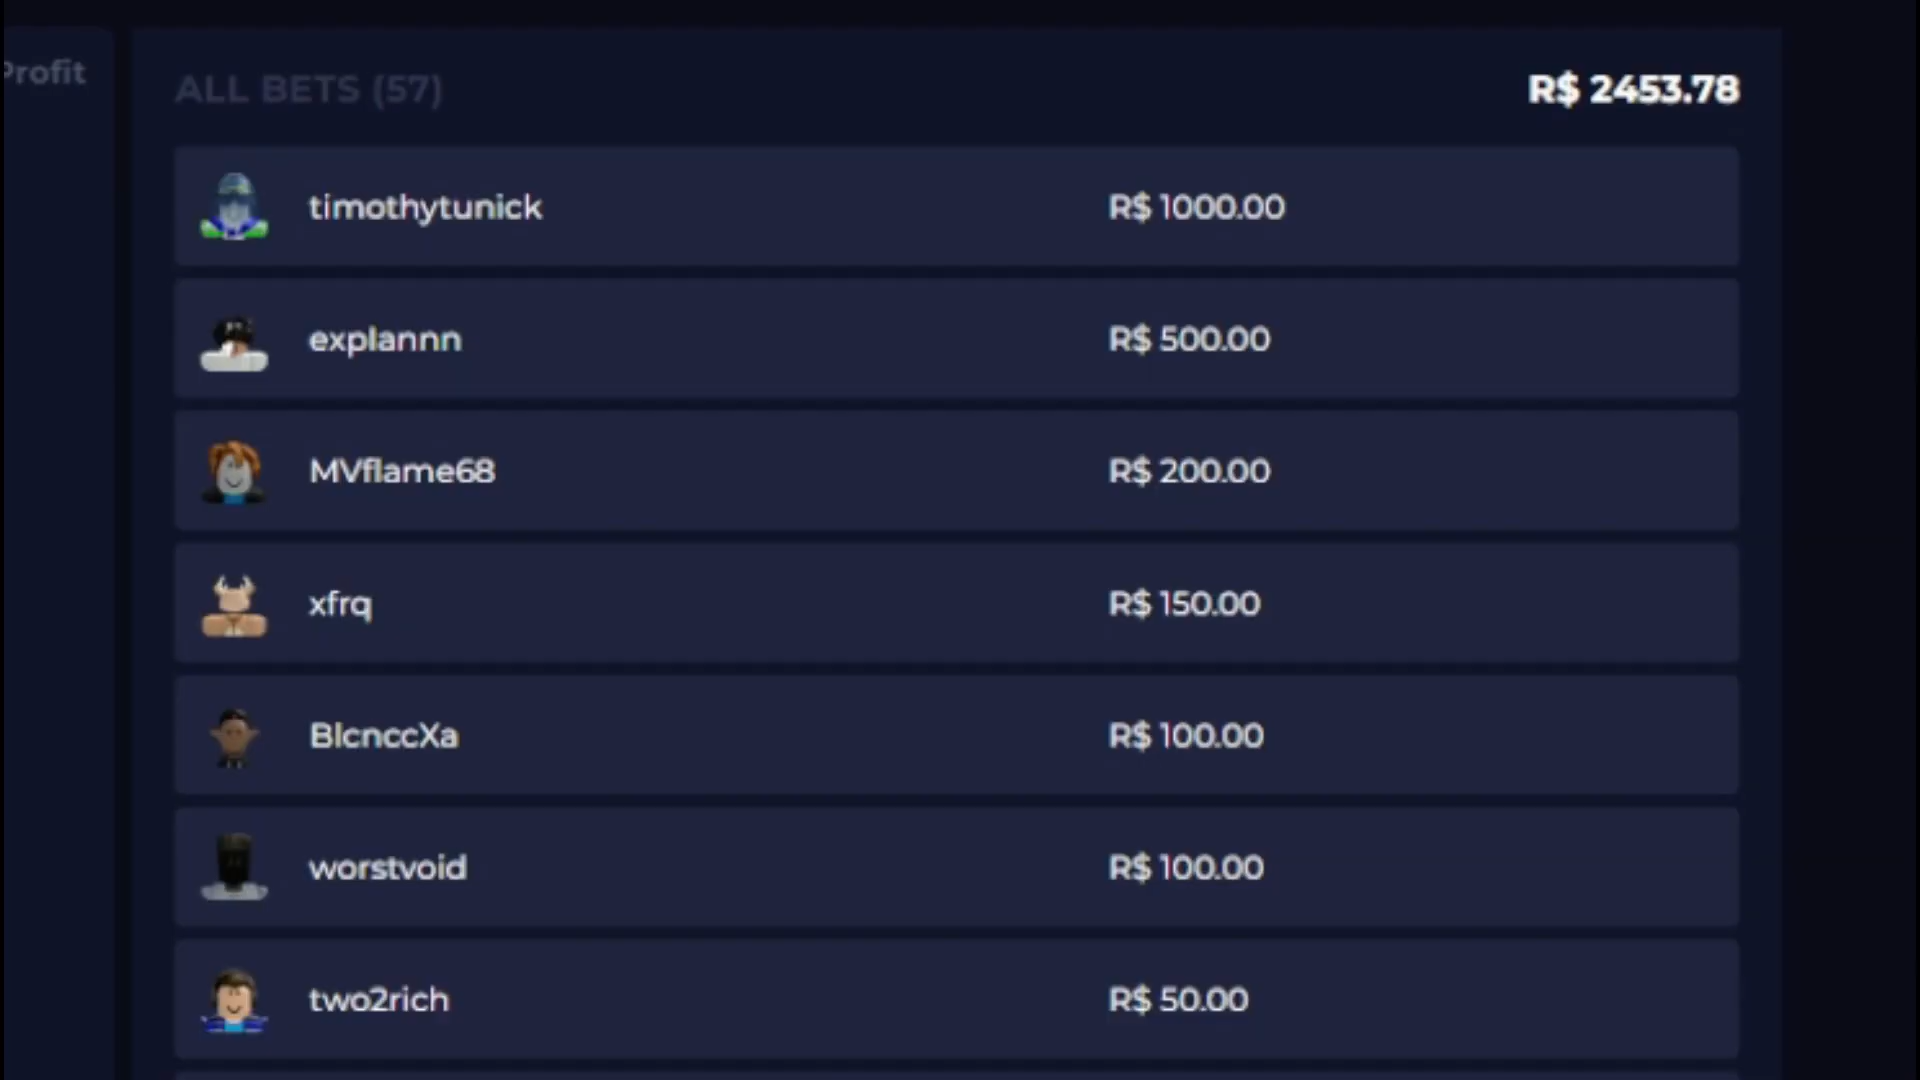 Profit
ALL BETS (57)
R$ 2453.78
timothytunick R$ 1000.00
explannn R$ 500.00
MVflame68 R$ 200.00
xfrq R$ 150.00
BlcnccXa R$ 100.00
worstvoid R$ 100.00
two2rich R$ 50.00